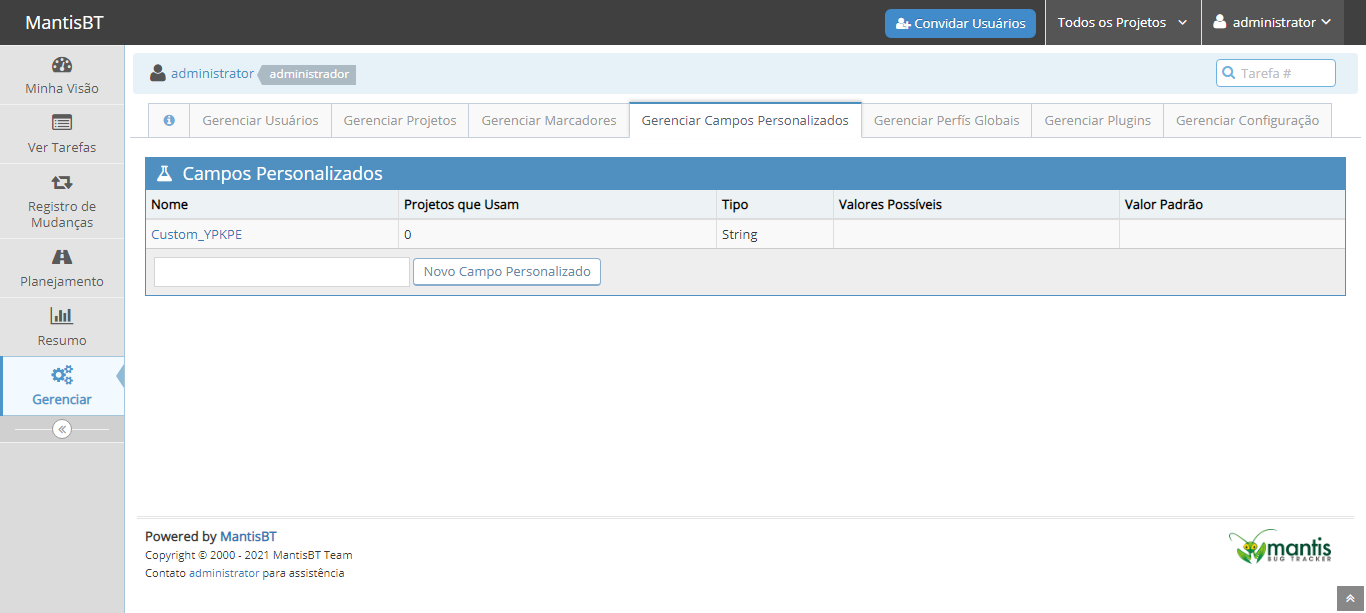 MantisBT
Convidar Usuários
Todos os Projetos
administrator
Minha Visão
Ver Tarefas
Registro de
Mudanças
Planejamento
Resumo
Gerenciar
administrator
administrador
Tarefa #
Gerenciar Usuários
Gerenciar Projetos
Gerenciar Marcadores
Gerenciar Campos Personalizados
Gerenciar Perfís Globais
Gerenciar Plugins
Gerenciar Configuração
Campos Personalizados
Nome Projetos que Usam Tipo Valores Possíveis Valor Padrão
Custom_YPKPE 0 String
Novo Campo Personalizado
Powered by MantisBT
Copyright © 2000 - 2021 MantisBT Team
Contato administrator para assistência
mantis
BUG TRACKER